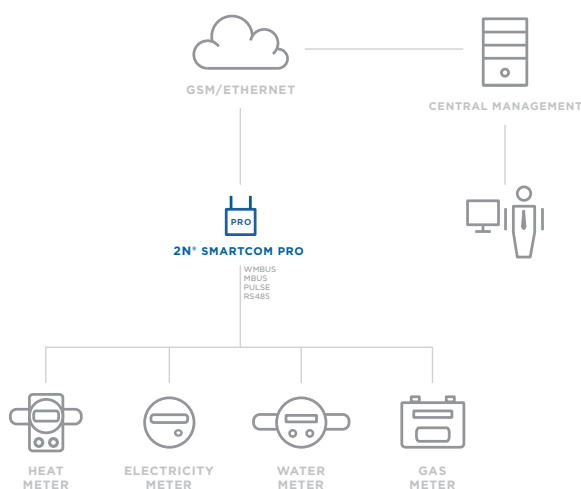 GSM/ETHERNET
CENTRAL MANAGEMENT
PRO
2N® SMARTCOM PRO
WMBUS
MBUS
PULSE
RS485
HEAT
METER
ELECTRICITY
METER
WATER
METER
GAS
METER